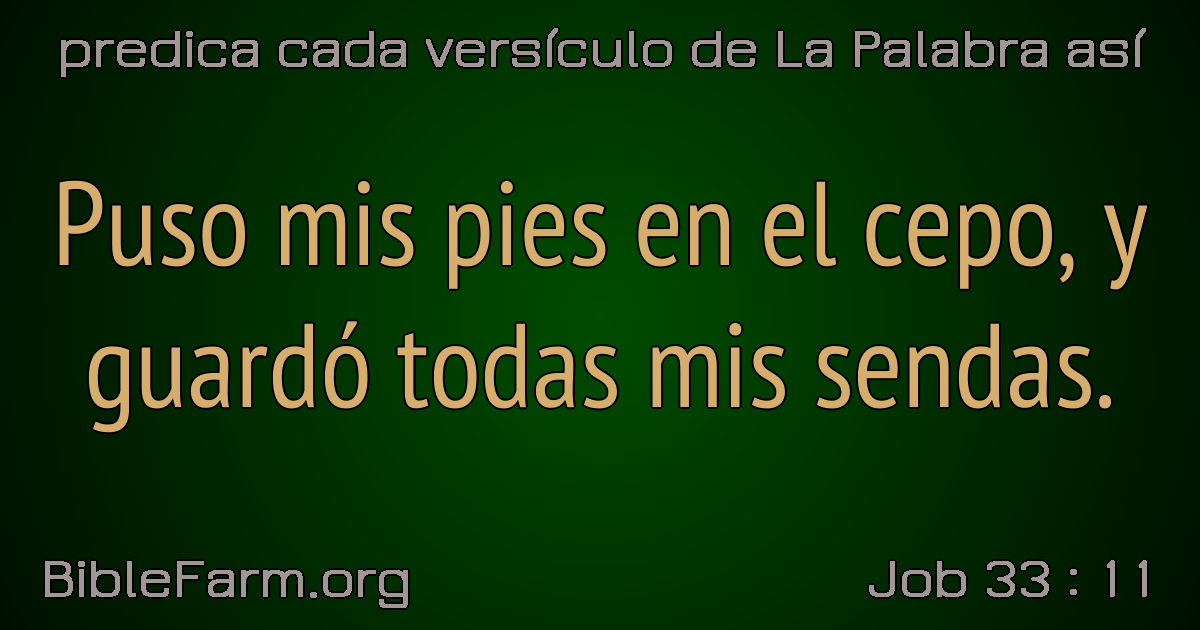 predica cada versículo de La Palabra así
Puso mis pies en el cepo, y
guardó todas mis sendas.
BibleFarm.org
Job 33 : 11